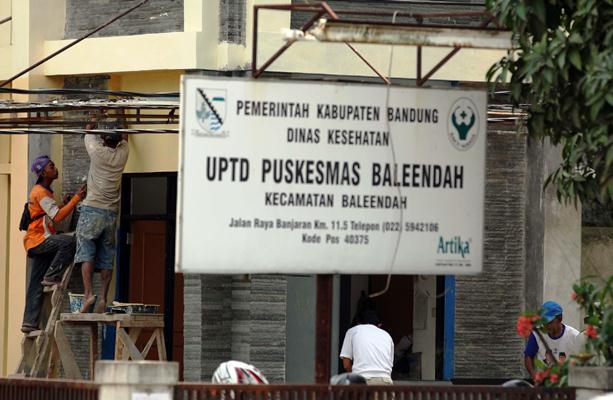 PEMERINTAH KABUPATEN BANDUNG
DINAS KESEHATAN
UPTD PUSKESMAS BALEENDAH
KECAMATAN BALEENDAH
Jalan Raya Banjaran Km. 11.5 Telepon (022) 5942106
Kode Pos 40375
Artika